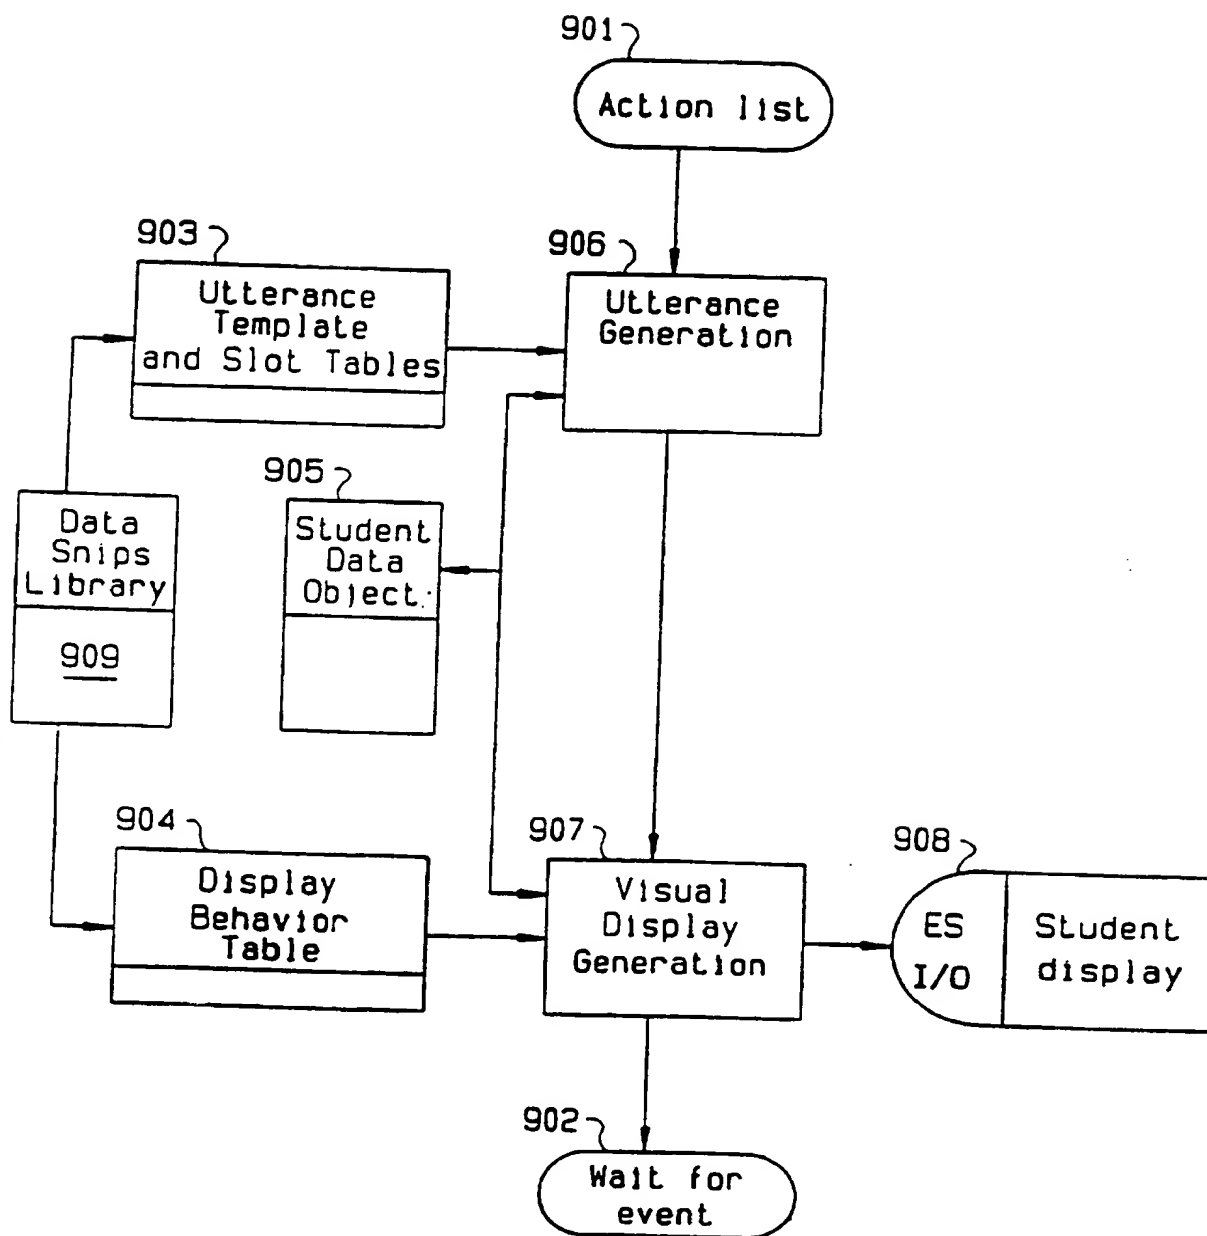 901
Action list
903
Utterance
Template
and Slot Tables
906
Utterance
Generation
905
Student
Data
Object
Data
Snips
Library
909
904
Display
Behavior
Table
907
Visual
Display
Generation
908
ES
I/O
Student
display
902
Wait for
event